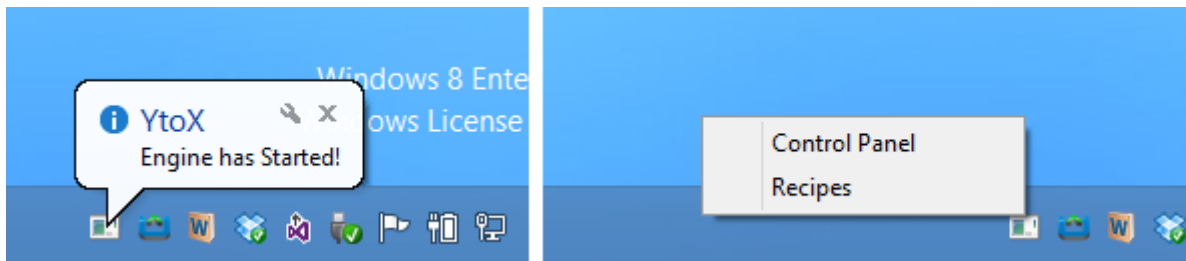 Windows 8 Ente
ows License
YtoX
Engine has Started!
Control Panel
Recipes